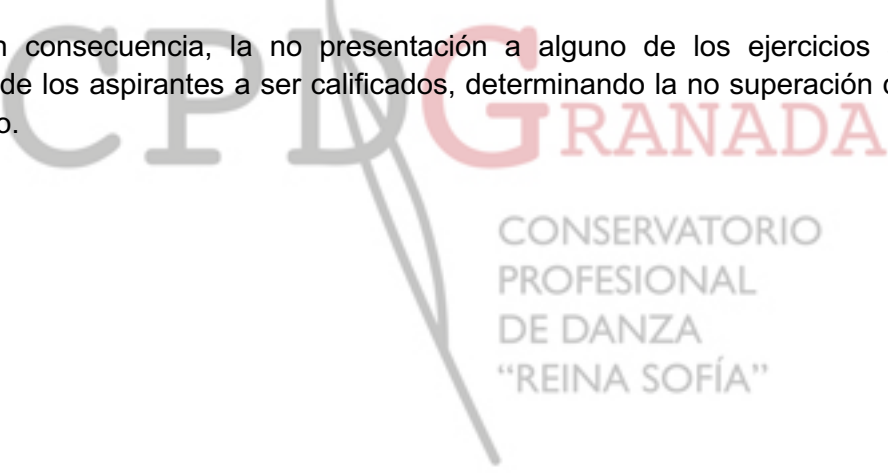 consecuencia, la no presentación a alguno de los ejercicios
de los aspirantes a ser calificados, determinando la no superación
CPDGRANADA
CONSERVATORIO
PROFESIONAL
DE DANZA
“REINA SOFÍA”